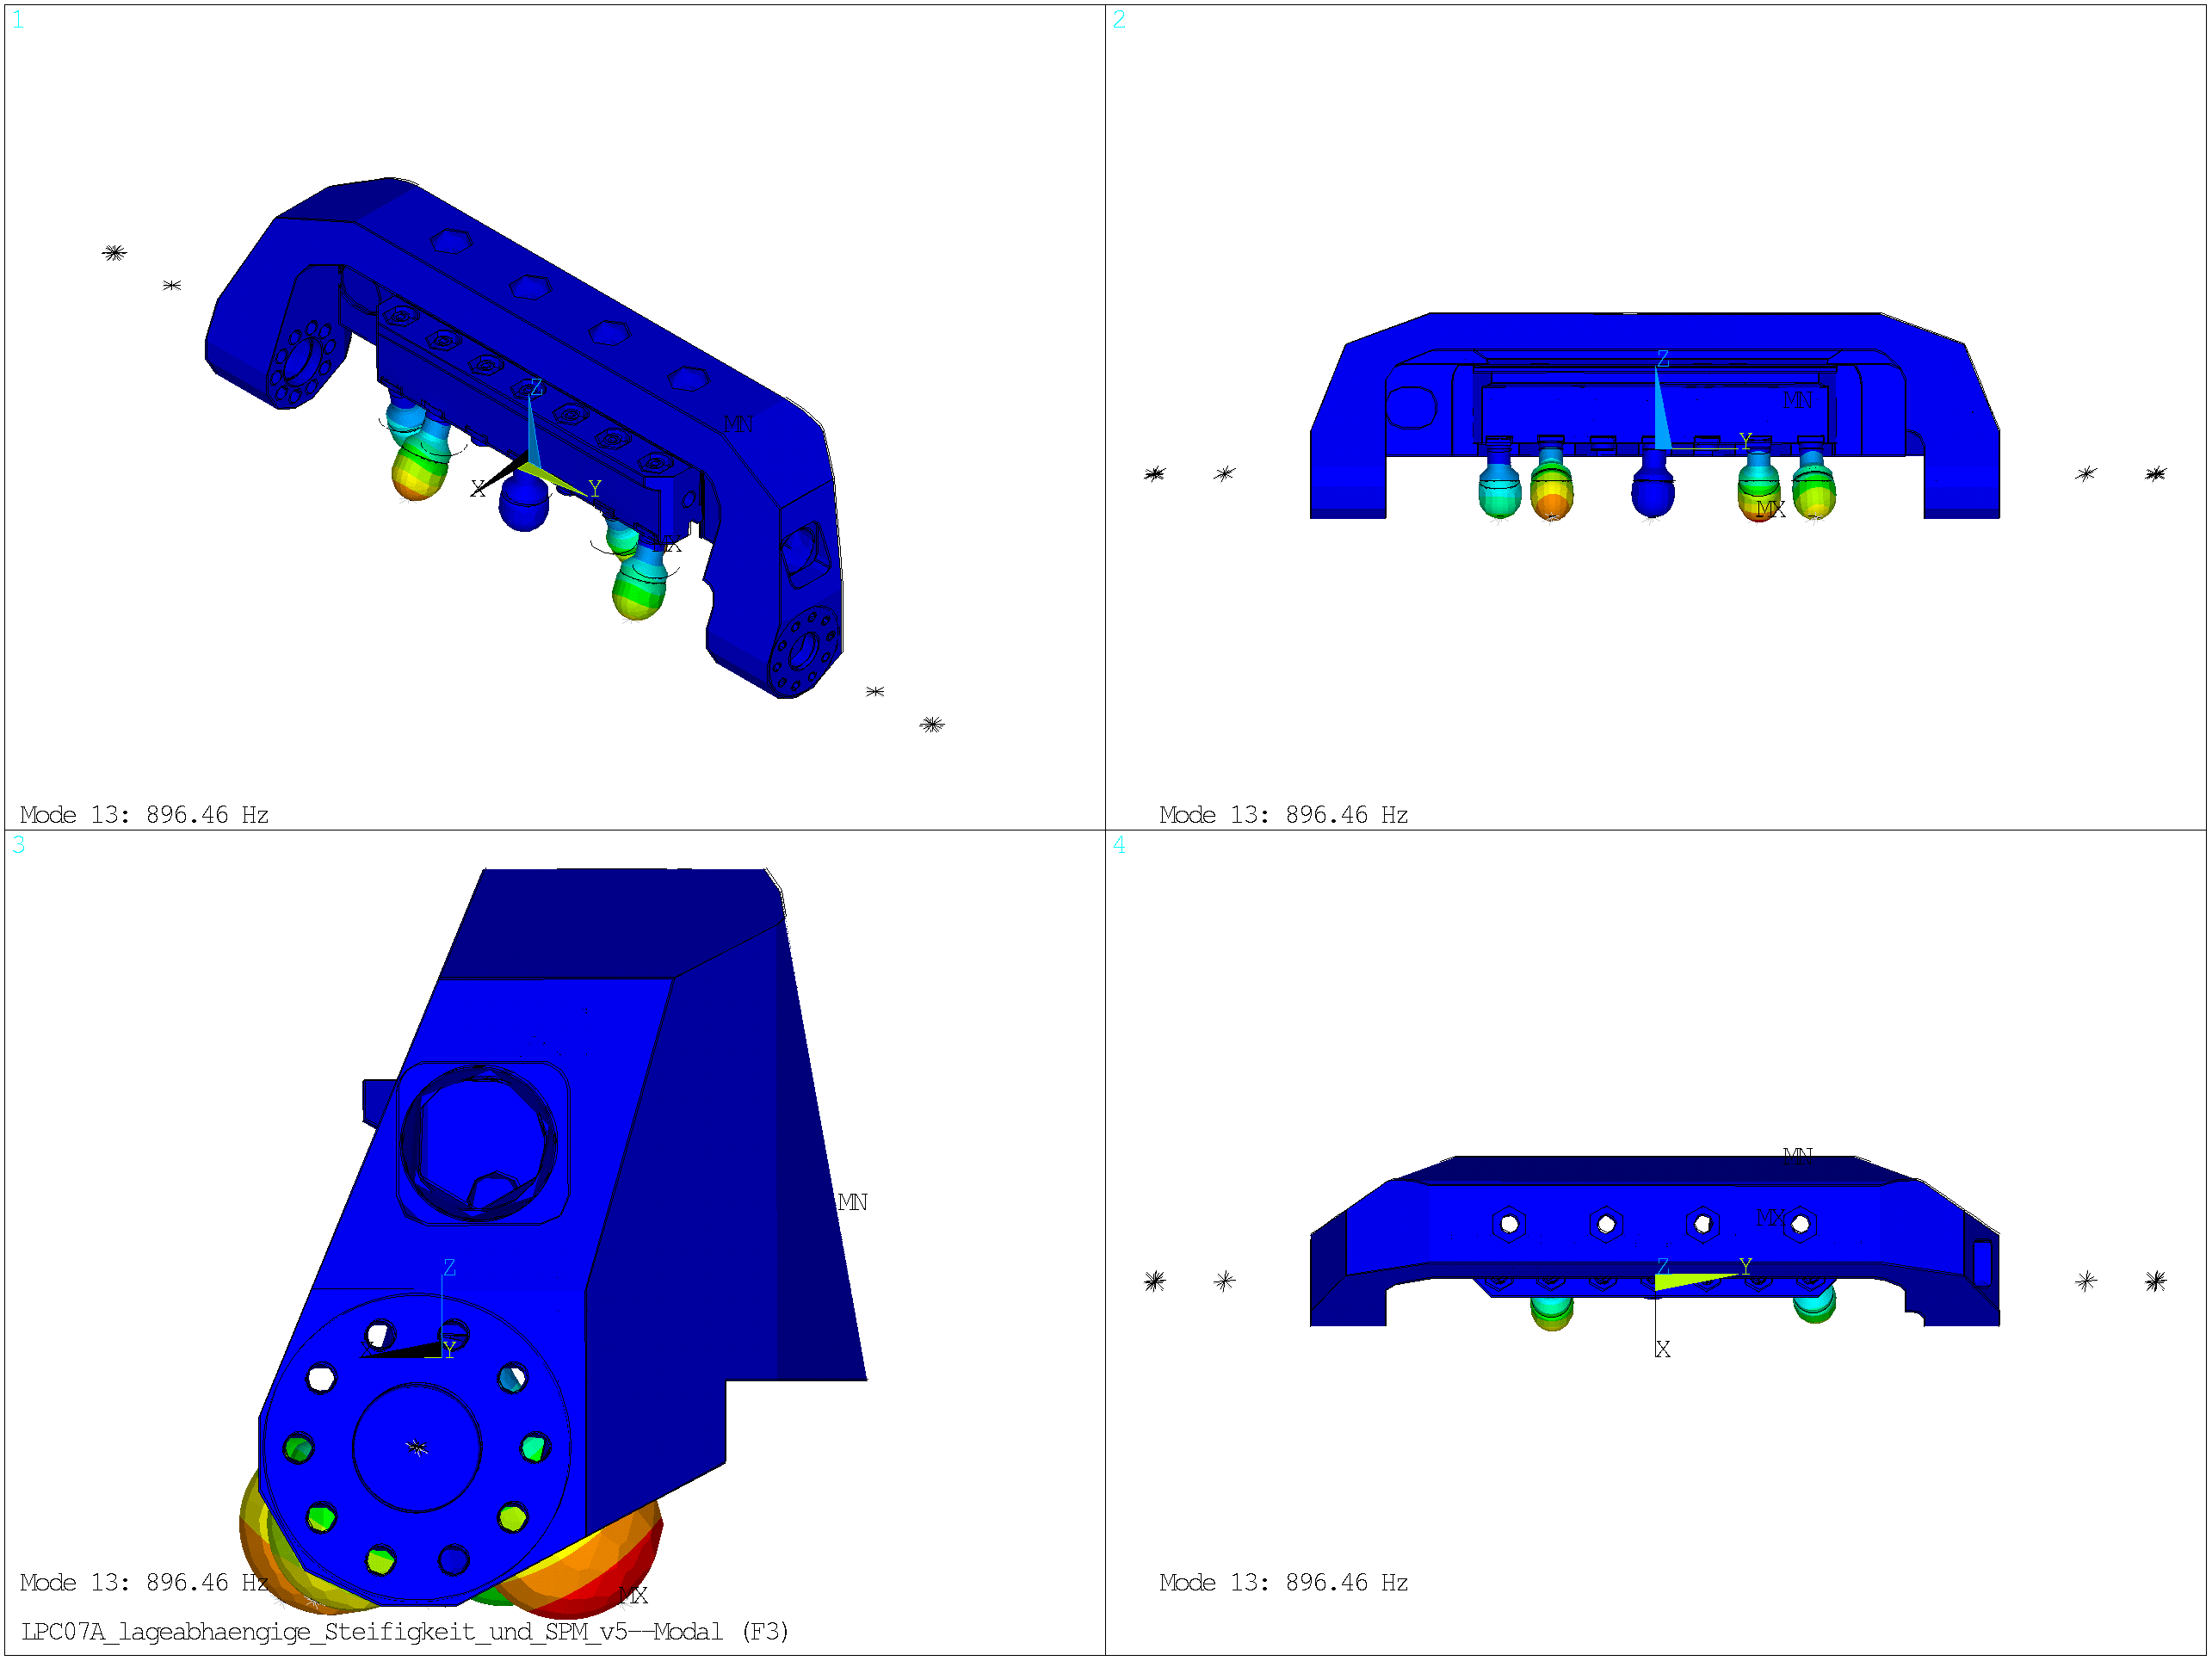 1
MN
Z
X
Y
MX
Mode 13: 896.46 Hz
2
Z
MN
Y
MX
Mode 13: 896.46 Hz
3
MN
Z
X
Y
MX
Mode 13: 896.46 Hz
LPC07A_lageabhaengige_Steifigkeit_und_SPM_v5--Modal (F3)
4
MN
MX
Z
Y
X
Mode 13: 896.46 Hz